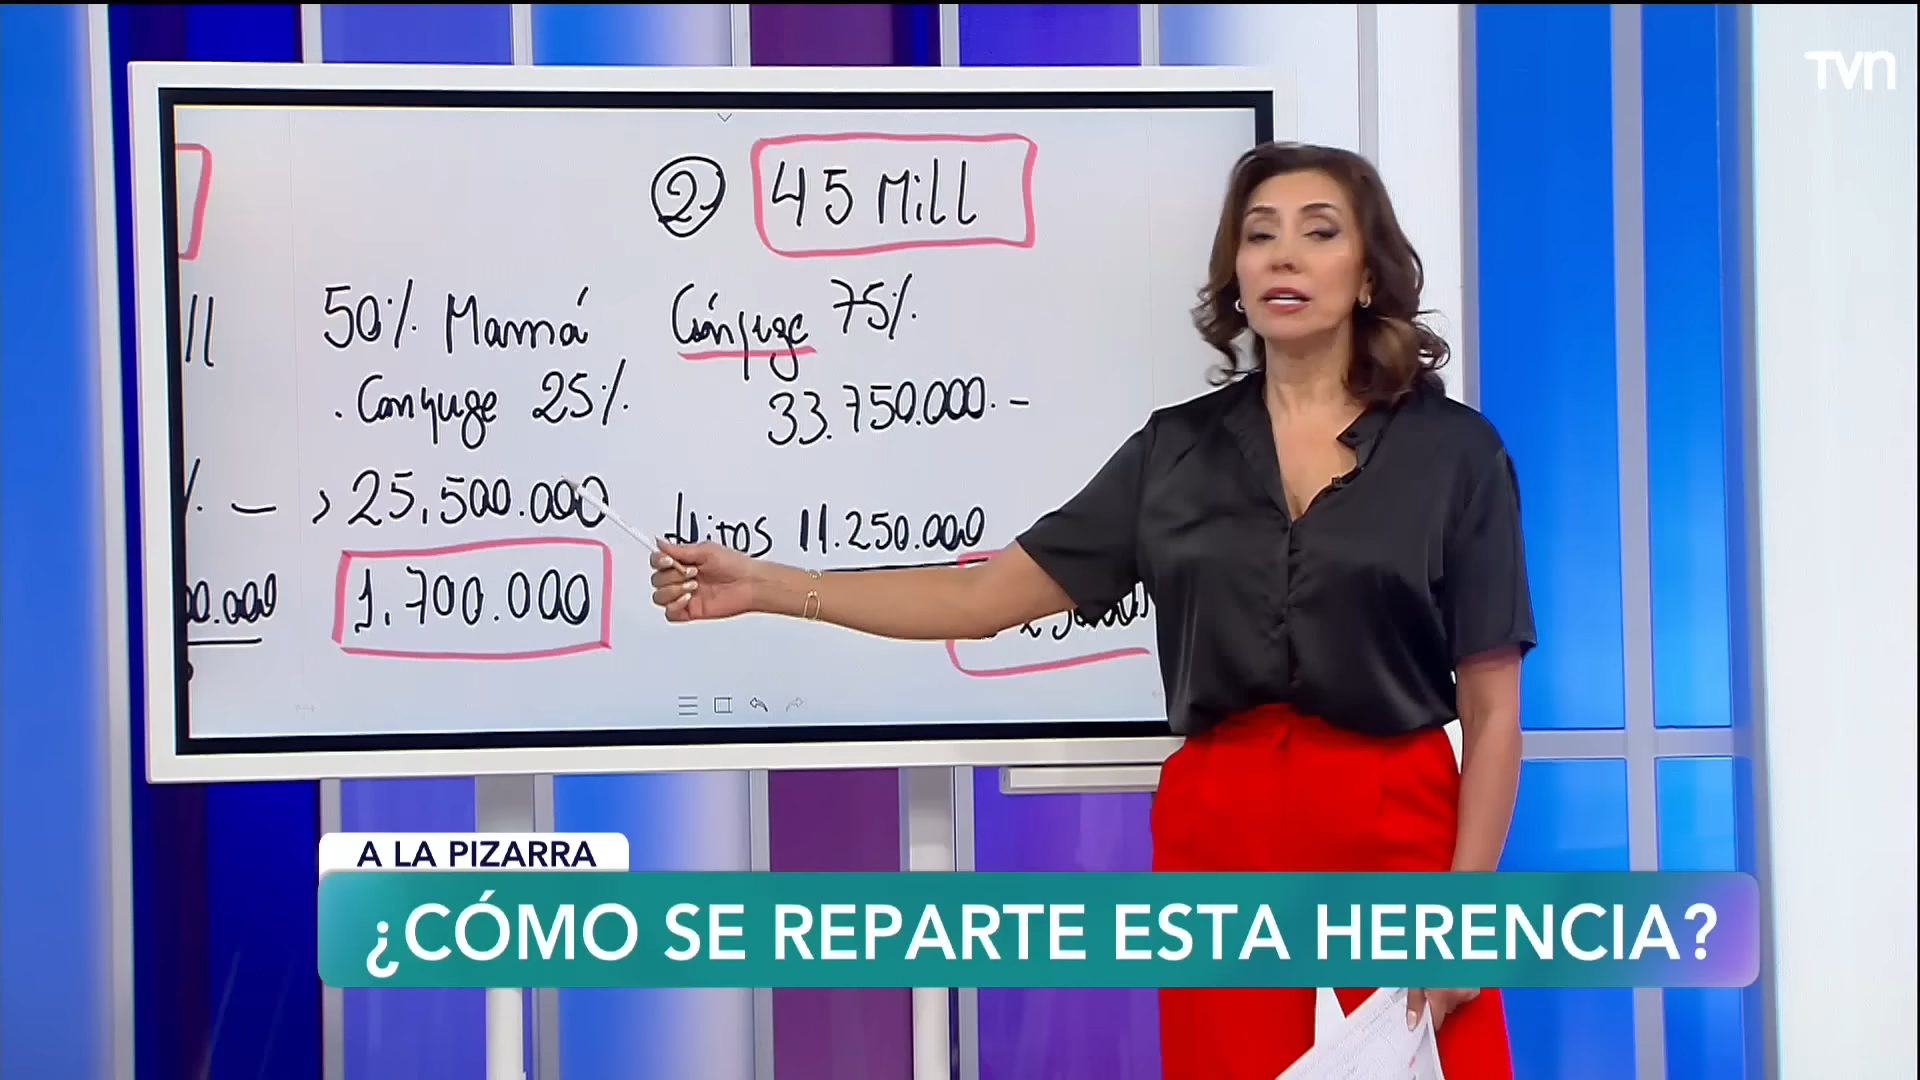 TVN
② 45 Mill
50% Mamá
. Conyuge 25%
25.500.000
1.700.000
Cónyuge 75%
33.750.000.-
Hijos 11.250.000
A LA PIZARRA
¿CÓMO SE REPARTE ESTA HERENCIA?